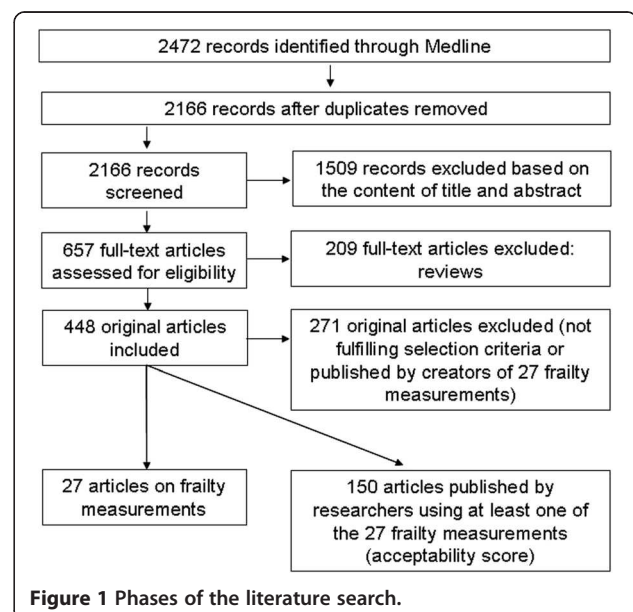 2472 records identified through Medline
2166 records after duplicates removed
2166 records
screened
1509 records excluded based on
the content of title and abstract
657 full-text articles
assessed for eligibility
209 full-text articles excluded:
reviews
448 original articles
included
271 original articles excluded (not
fulfilling selection criteria or
published by creators of 27 frailty
measurements)
27 articles on frailty
measurements
150 articles published by
researchers using at least one of
the 27 frailty measurements
(acceptability score)
Figure 1 Phases of the literature search.